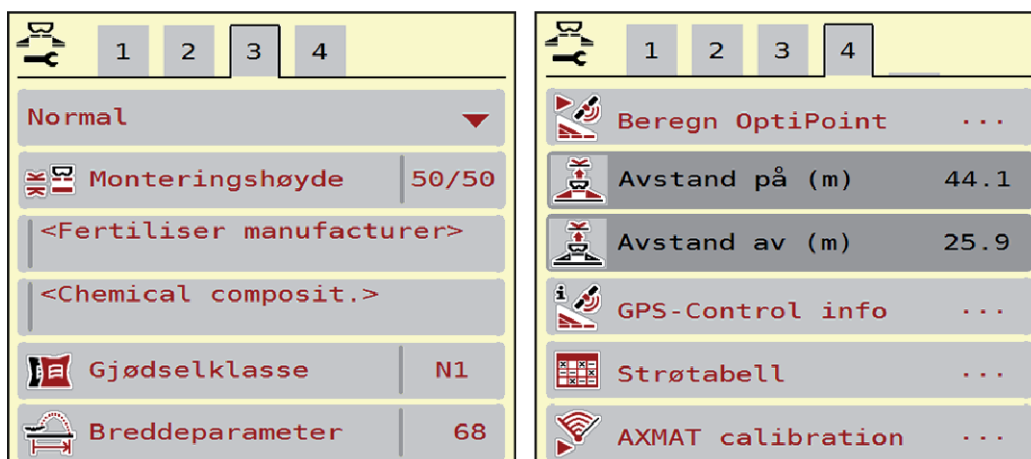 1 2 3 4
Normal
Monteringshøyde 50/50
<Fertiliser manufacturer>
<Chemical composit.>
Gjødselklasse N1
Breddeparameter 68
1 2 3 4
Beregn OptiPoint ...
Avstand på (m) 44.1
Avstand av (m) 25.9
GPS-Control info ...
Strøtabell ...
AXMAT calibration ...